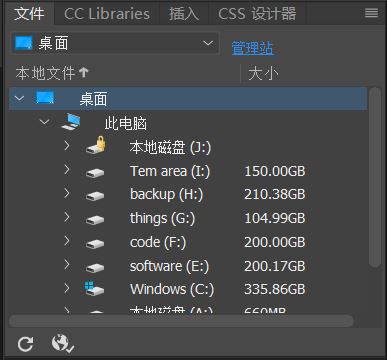 文件 CC Libraries 插入 CSS 设计器
桌面 管理站
本地文件↑ 大小
桌面
此电脑
本地磁盘 (J:)
Tem area (I:) 150.00GB
backup (H:) 210.38GB
things (G:) 104.99GB
code (F:) 200.00GB
software (E:) 200.17GB
Windows (C:) 335.86GB
本地磁盘 (A:) 660MB